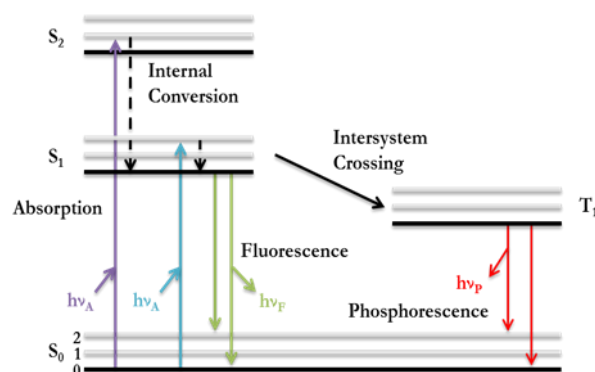 S2
Internal
Conversion
Intersystem
Crossing
S1
T1
Absorption
Fluorescence
hνA
hνA
hνF
hνP
Phosphorescence
S0
2
1
0